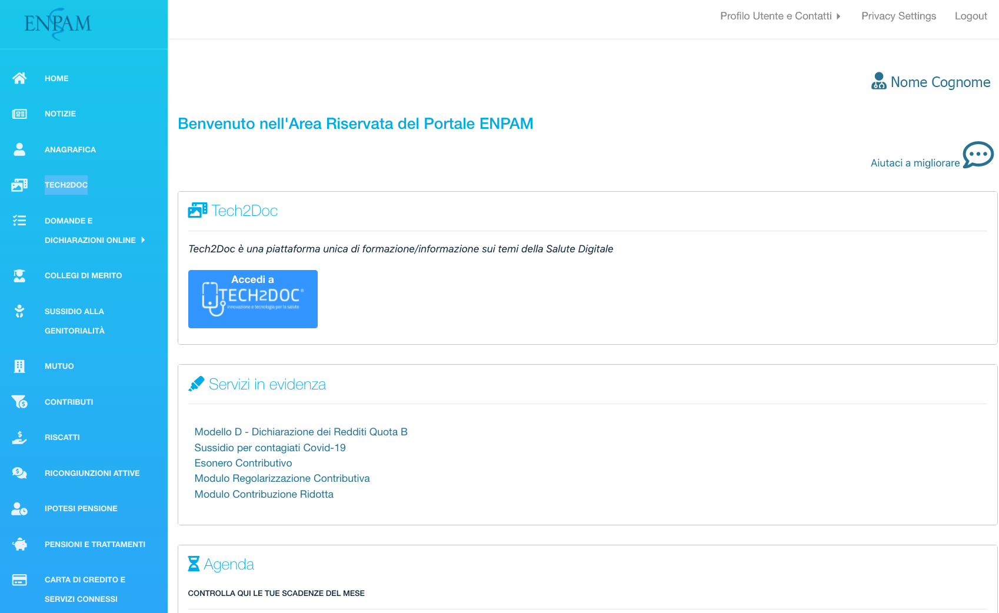 ENPAM
HOME
NOTIZIE
ANAGRAFICA
TECH2DOC
DOMANDE E
DICHIARAZIONI ONLINE
COLLEGI DI MERITO
SUSSIDIO ALLA
GENITORIALITÀ
MUTUO
CONTRIBUTI
RISCATTI
RICONGIUNZIONI ATTIVE
IPOTESI PENSIONE
PENSIONI E TRATTAMENTI
CARTA DI CREDITO E
SERVIZI CONNESSI
Profilo Utente e Contatti Privacy Settings Logout
Nome Cognome
Benvenuto nell'Area Riservata del Portale ENPAM
Aiutaci a migliorare
Tech2Doc
Tech2Doc è una piattaforma unica di formazione/informazione sui temi della Salute Digitale
Accedi a
TECH2DOC®
innovazione e tecnologia per la salute
Servizi in evidenza
Modello D - Dichiarazione dei Redditi Quota B
Sussidio per contagiati Covid-19
Esonero Contributivo
Modulo Regolarizzazione Contributiva
Modulo Contribuzione Ridotta
Agenda
CONTROLLA QUI LE TUE SCADENZE DEL MESE